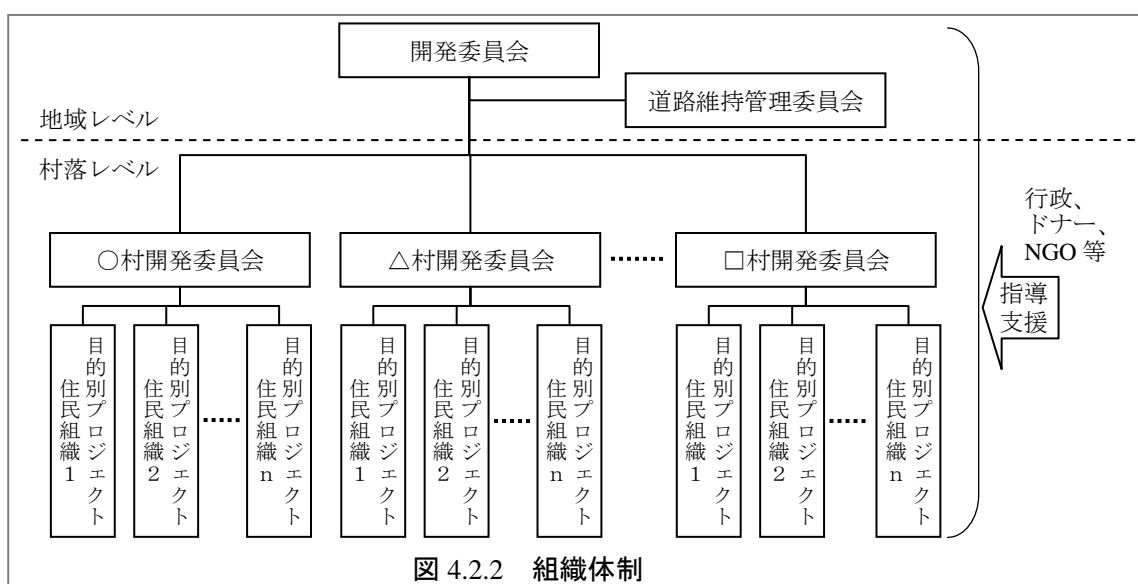 開発委員会
道路維持管理委員会
地域レベル
村落レベル
行政、
ドナー、
NGO 等
指導
支援
○村開発委員会
△村開発委員会
□村開発委員会
目的別プロジェクト
住民組織1
目的別プロジェクト
住民組織2
目的別プロジェクト
住民組織n
目的別プロジェクト
住民組織1
目的別プロジェクト
住民組織2
目的別プロジェクト
住民組織n
目的別プロジェクト
住民組織1
目的別プロジェクト
住民組織2
目的別プロジェクト
住民組織n
図 4.2.2 組織体制